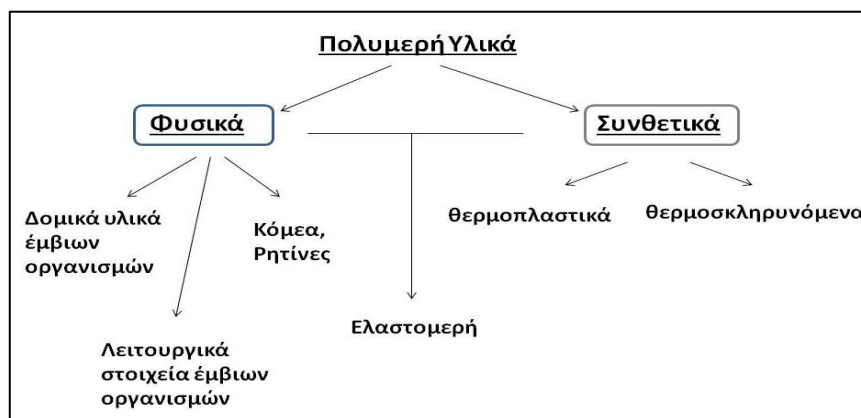 Πολυμερή Υλικά
Φυσικά
Συνθετικά
Δομικά υλικά
έμβιων
οργανισμών
Κόμεα,
Ρητίνες
θερμοπλαστικά
θερμοσκληρυνόμενα
Ελαστομερή
Λειτουργικά
στοιχεία έμβιων
οργανισμών